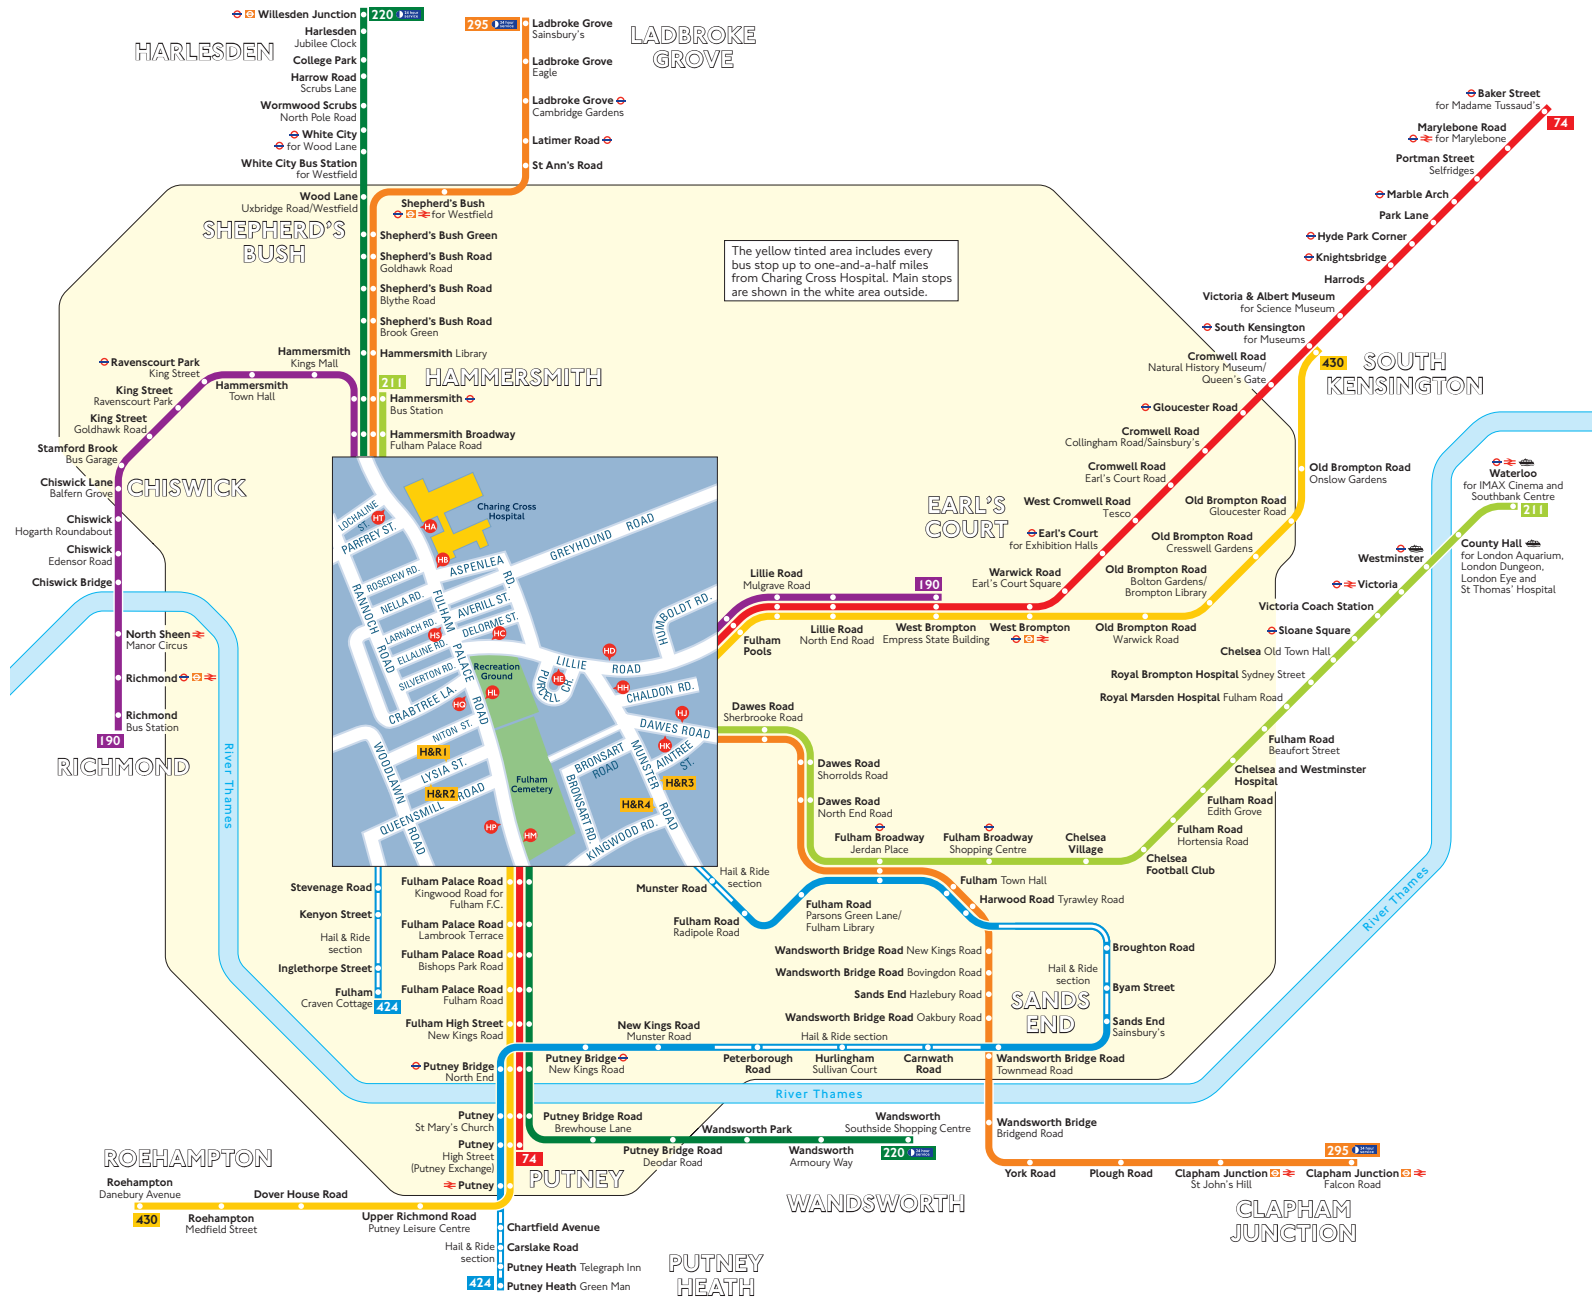 Willesden Junction
220
24 hour service
Harlesden
Jubilee Clock
College Park
Harrow Road
Scrubs Lane
Wormwood Scrubs
North Pole Road
White City
for Wood Lane
White City Bus Station
for Westfield
Wood Lane
Uxbridge Road/Westfield
HARLESDEN
SHEPHERD'S
BUSH
295
24 hour service
Ladbroke Grove
Sainsbury's
Ladbroke Grove
Eagle
Ladbroke Grove
Cambridge Gardens
Latimer Road
St Ann's Road
LADBROKE
GROVE
Shepherd's Bush
for Westfield
Shepherd's Bush Green
Shepherd's Bush Road
Goldhawk Road
Shepherd's Bush Road
Blythe Road
Shepherd's Bush Road
Brook Green
Hammersmith Library
HAMMERSMITH
211
Hammersmith
Bus Station
Hammersmith Broadway
Fulham Palace Road
The yellow tinted area includes every
bus stop up to one-and-a-half miles
from Charing Cross Hospital. Main stops
are shown in the white area outside.
Baker Street
for Madame Tussaud's
74
Marylebone Road
for Marylebone
Portman Street
Selfridges
Marble Arch
Park Lane
Hyde Park Corner
Knightsbridge
Harrods
Victoria & Albert Museum
for Science Museum
South Kensington
for Museums
Cromwell Road
Natural History Museum/
Queen's Gate
Gloucester Road
Cromwell Road
Collingham Road/Sainsbury's
Cromwell Road
Earl's Court Road
West Cromwell Road
Tesco
Earl's Court
for Exhibition Halls
Warwick Road
Earl's Court Square
EARL'S
COURT
430
SOUTH
KENSINGTON
Old Brompton Road
Onslow Gardens
Old Brompton Road
Gloucester Road
Old Brompton Road
Cresswell Gardens
Old Brompton Road
Bolton Gardens/
Brompton Library
Old Brompton Road
Warwick Road
West Brompton
West Brompton
Empress State Building
190
Lillie Road
Mulgrave Road
Lillie Road
North End Road
Fulham
Pools
Hammersmith
Kings Mall
Hammersmith
Town Hall
Ravenscourt Park
King Street
King Street
Ravenscourt Park
King Street
Goldhawk Road
Stamford Brook
Bus Garage
Chiswick Lane
Balfern Grove
CHISWICK
Chiswick
Hogarth Roundabout
Chiswick
Edensor Road
Chiswick Bridge
North Sheen
Manor Circus
Richmond
Richmond
Bus Station
190
RICHMOND
River Thames
Charing Cross
Hospital
LOCHALINE
ST.
PARFREY ST.
HT
HA
HB
GREYHOUND ROAD
ASPENLEA
RD.
ROSEDEW RD.
NELLA RD.
RANNOCH
ROAD
FULHAM
PALACE
ROAD
AVERILL ST.
DELORME ST.
LARNACH RD.
ELLALINE RD.
SILVERTON RD.
CRABTREE LA.
HS
HC
HUMBOLDT RD.
HD
LILLIE
ROAD
Recreation
Ground
HL
HQ
PURCELL
CR.
HE
HH
CHALDON RD.
HJ
DAWES ROAD
HK
NITON ST.
H&R1
LYSIA ST.
H&R2
QUEENSMILL ROAD
WOODLAWN
ROAD
Fulham
Cemetery
BRONSART
ROAD
BRONSART RD.
MUNSTER
ROAD
AINTREE
ST.
H&R3
H&R4
KINGWOOD RD.
HP
HM
Waterloo
for IMAX Cinema and
Southbank Centre
211
County Hall
for London Aquarium,
London Dungeon,
London Eye and
St Thomas' Hospital
Westminster
Victoria
Victoria Coach Station
Sloane Square
Chelsea Old Town Hall
Royal Brompton Hospital Sydney Street
Royal Marsden Hospital Fulham Road
Fulham Road
Beaufort Street
Chelsea and Westminster
Hospital
Fulham Road
Edith Grove
Fulham Road
Hortensia Road
Chelsea
Football Club
Chelsea
Village
Fulham Broadway
Shopping Centre
Fulham Broadway
Jerdan Place
Dawes Road
Sherbrooke Road
Dawes Road
Shorrolds Road
Dawes Road
North End Road
River Thames
Fulham Town Hall
Harwood Road Tyrawley Road
Munster Road
Hail & Ride
section
Fulham Road
Radipole Road
Fulham Road
Parsons Green Lane/
Fulham Library
Wandsworth Bridge Road New Kings Road
Wandsworth Bridge Road Bovingdon Road
Sands End Hazlebury Road
Wandsworth Bridge Road Oakbury Road
SANDS
END
Hail & Ride
section
Broughton Road
Byam Street
Sands End
Sainsbury's
Wandsworth Bridge Road
Townmead Road
Stevenage Road
Kenyon Street
Hail & Ride
section
Inglethorpe Street
Fulham
Craven Cottage
424
Fulham Palace Road
Kingwood Road for
Fulham F.C.
Fulham Palace Road
Lambrook Terrace
Fulham Palace Road
Bishops Park Road
Fulham Palace Road
Fulham Road
Fulham High Street
New Kings Road
Putney Bridge
North End
New Kings Road
Munster Road
Putney Bridge
New Kings Road
Hail & Ride section
Peterborough
Road
Hurlingham
Sullivan Court
Carnwath
Road
River Thames
Putney
St Mary's Church
Putney
High Street
(Putney Exchange)
Putney
74
PUTNEY
Putney Bridge Road
Brewhouse Lane
Putney Bridge Road
Deodar Road
Wandsworth Park
Wandsworth
Armoury Way
Wandsworth
Southside Shopping Centre
220
24 hour service
WANDSWORTH
Wandsworth Bridge
Bridgend Road
York Road
Plough Road
Clapham Junction
St John's Hill
295
24 hour service
Clapham Junction
Falcon Road
CLAPHAM
JUNCTION
ROEHAMPTON
Roehampton
Danebury Avenue
430
Roehampton
Medfield Street
Dover House Road
Upper Richmond Road
Putney Leisure Centre
Chartfield Avenue
Hail & Ride
section
Carslake Road
Putney Heath Telegraph Inn
424
Putney Heath Green Man
PUTNEY
HEATH